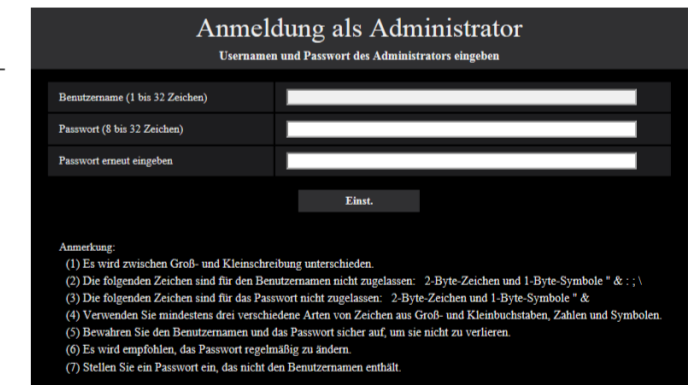 Anmeldung als Administrator
Usernamen und Passwort des Administrators eingeben
Benutzername (1 bis 32 Zeichen)
Passwort (8 bis 32 Zeichen)
Passwort erneut eingeben
Einst.
Anmerkung:
(1) Es wird zwischen Groß- und Kleinschreibung unterschieden.
(2) Die folgenden Zeichen sind für den Benutzernamen nicht zugelassen: 2-Byte-Zeichen und 1-Byte-Symbole " & : ; \
(3) Die folgenden Zeichen sind für das Passwort nicht zugelassen: 2-Byte-Zeichen und 1-Byte-Symbole " &
(4) Verwenden Sie mindestens drei verschiedene Arten von Zeichen aus Groß- und Kleinbuchstaben, Zahlen und Symbolen.
(5) Bewahren Sie den Benutzernamen und das Passwort sicher auf, um sie nicht zu verlieren.
(6) Es wird empfohlen, das Passwort regelmäßig zu ändern.
(7) Stellen Sie ein Passwort ein, das nicht den Benutzernamen enthält.